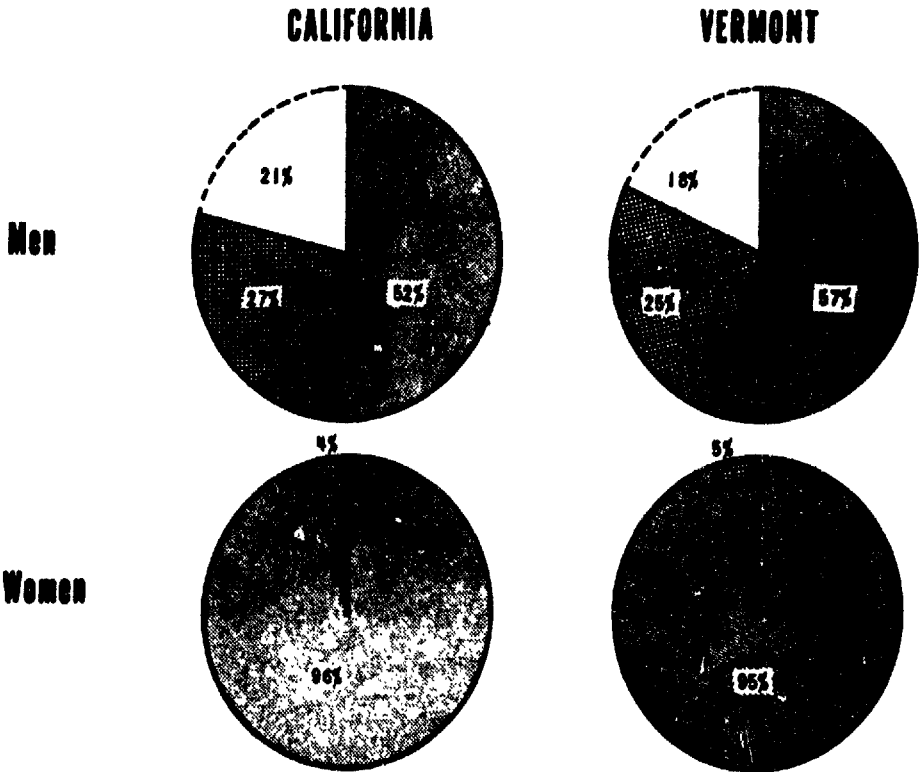 CALIFORNIA VERMONT
21% 18%
Men
27% 52% 25% 57%
4% 5%
Women
96% 95%